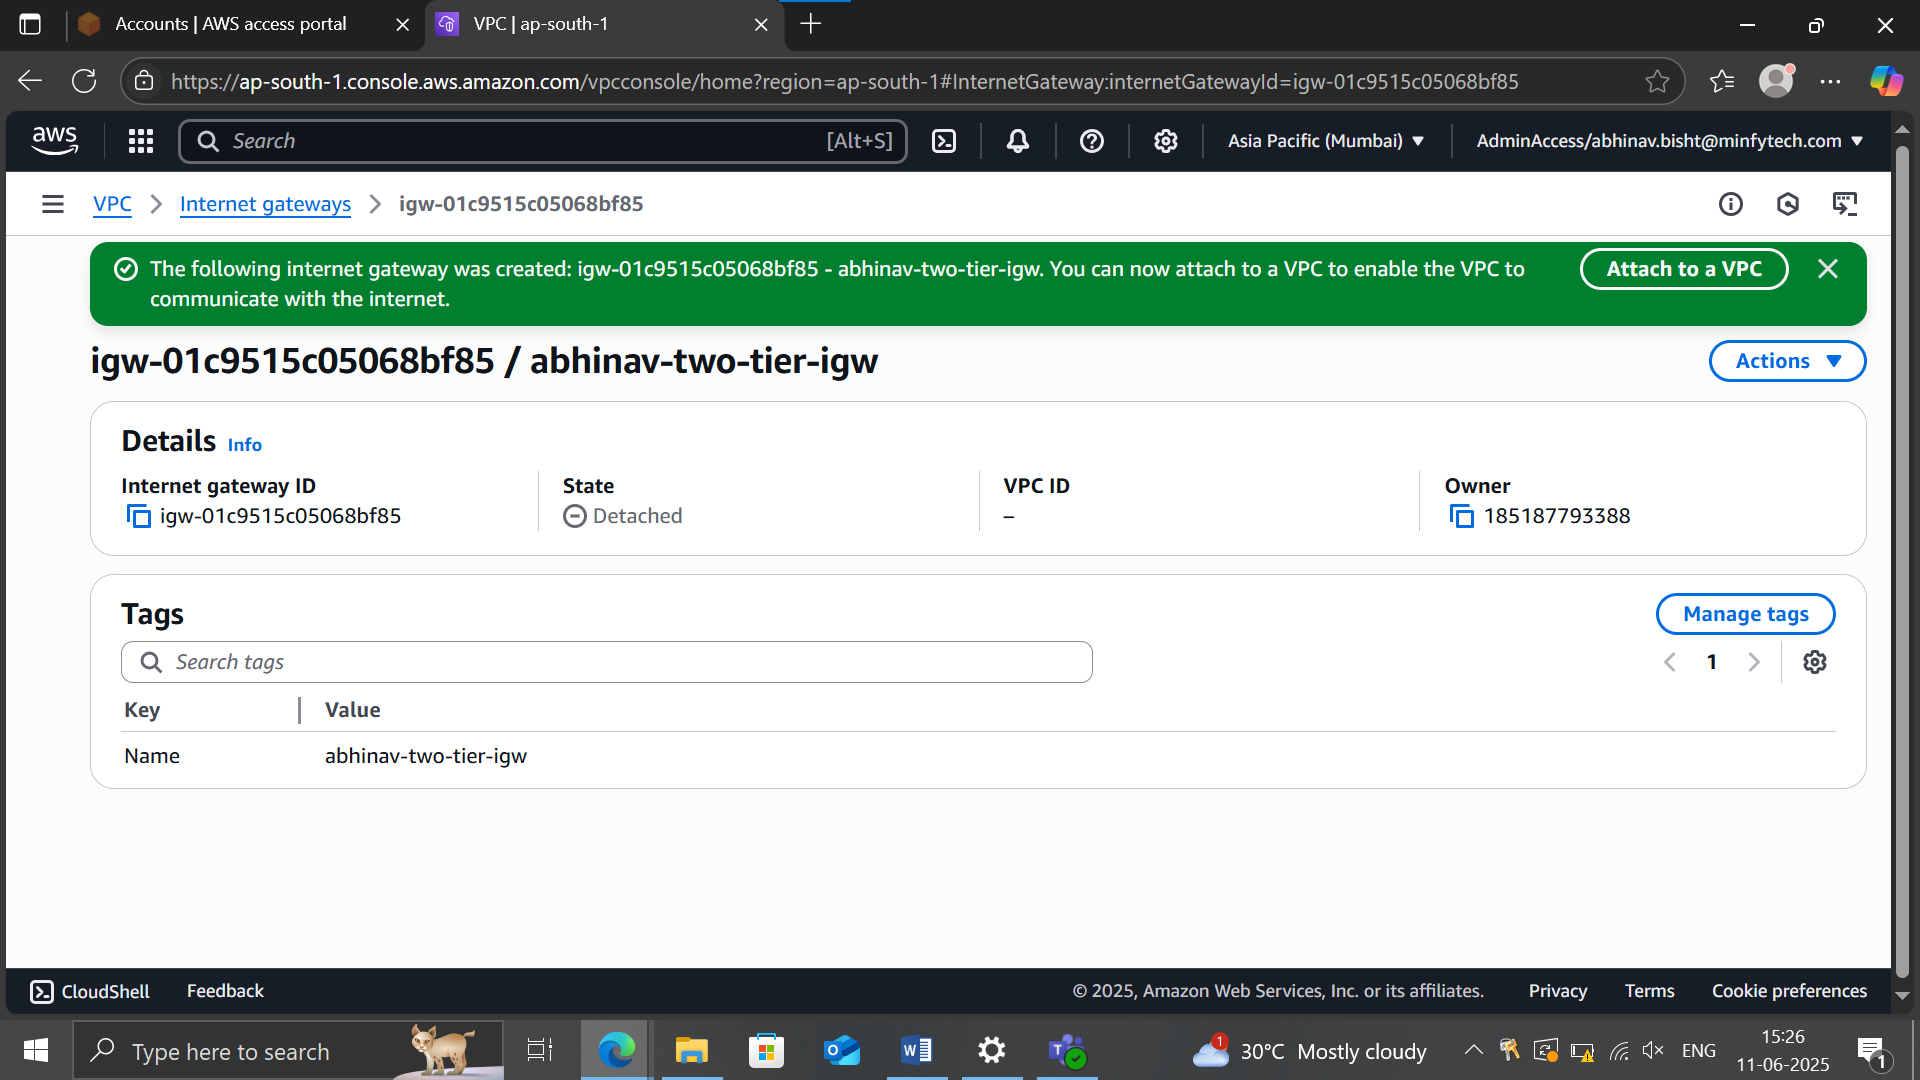 Accounts | AWS access portal
VPC | ap-south-1
https://ap-south-1.console.aws.amazon.com/vpcconsole/home?region=ap-south-1#InternetGateway:internetGatewayId=igw-01c9515c05068bf85
aws
Search
[Alt+S]
Asia Pacific (Mumbai)
AdminAccess/abhinav.bisht@minfytech.com
VPC
Internet gateways
igw-01c9515c05068bf85
The following internet gateway was created: igw-01c9515c05068bf85 - abhinav-two-tier-igw. You can now attach to a VPC to enable the VPC to
communicate with the internet.
Attach to a VPC
igw-01c9515c05068bf85 / abhinav-two-tier-igw
Actions
Details Info
Internet gateway ID
igw-01c9515c05068bf85
State
Detached
VPC ID
–
Owner
185187793388
Tags
Manage tags
Search tags
1
Key
Value
Name
abhinav-two-tier-igw
CloudShell
Feedback
© 2025, Amazon Web Services, Inc. or its affiliates.
Privacy
Terms
Cookie preferences
Type here to search
1
30°C Mostly cloudy
ENG
15:26
11-06-2025
1